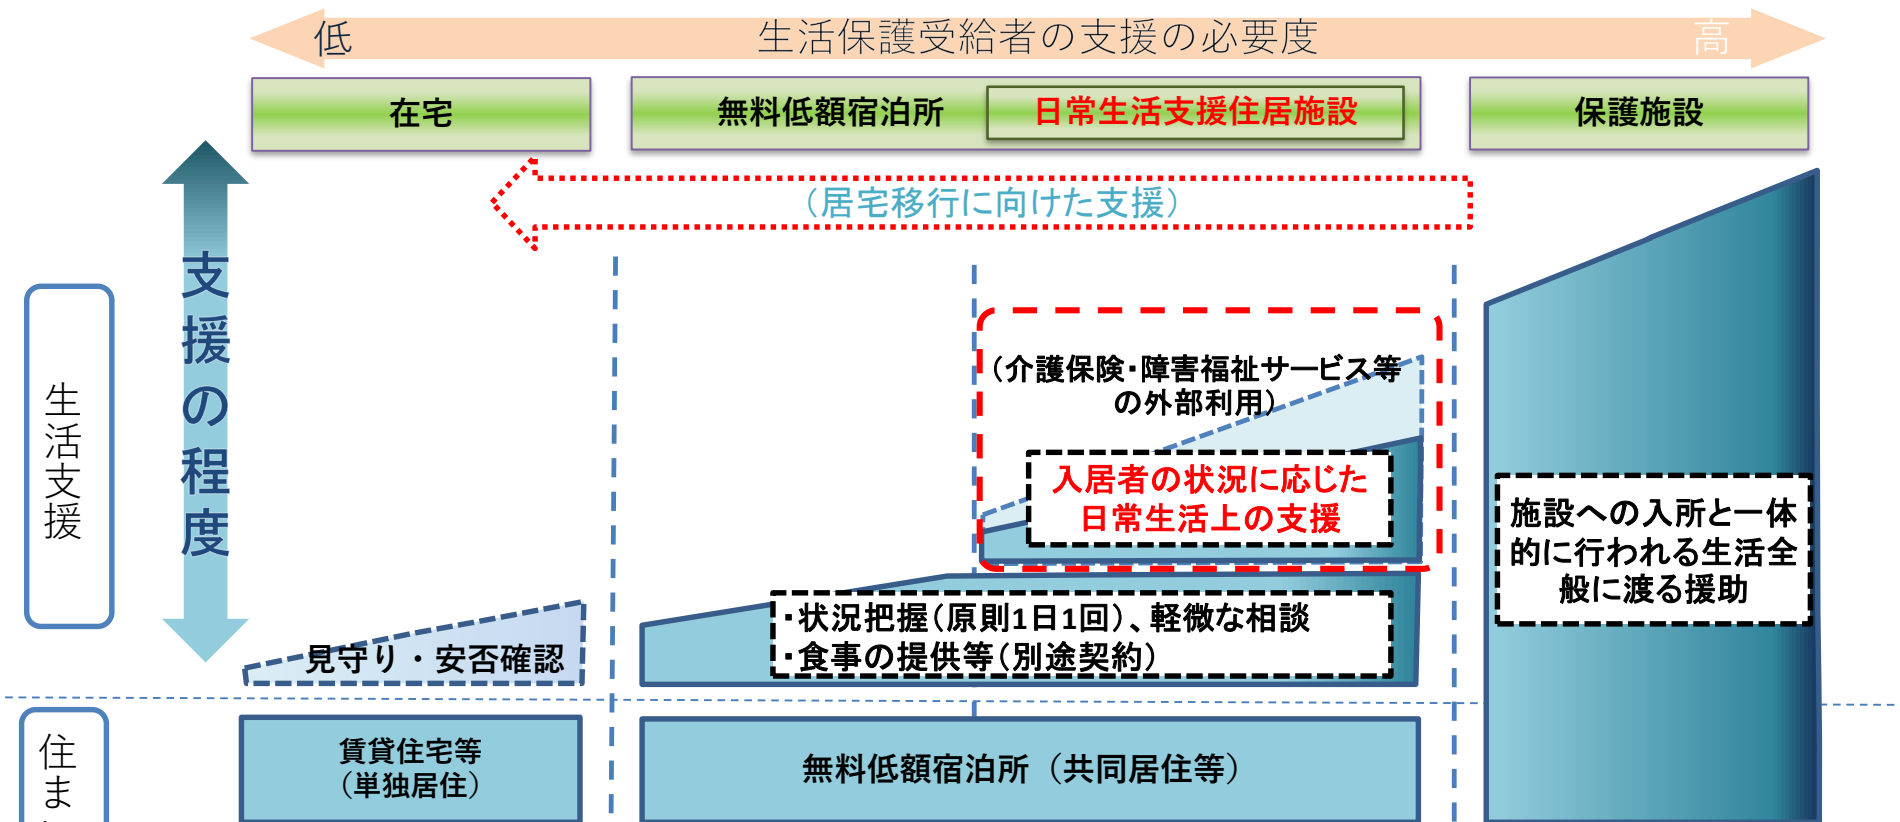 低
生活保護受給者の支援の必要度
高
在宅
無料低額宿泊所
日常生活支援住居施設
保護施設
（居宅移行に向けた支援）
支援の程度
生活支援
（介護保険・障害福祉サービス等
の外部利用）
入居者の状況に応じた
日常生活上の支援
施設への入所と一体
的に行われる生活全
般に渡る援助
・状況把握（原則1日1回）、軽微な相談
・食事の提供等（別途契約）
見守り・安否確認
住ま
賃貸住宅等
（単独居住）
無料低額宿泊所（共同居住等）